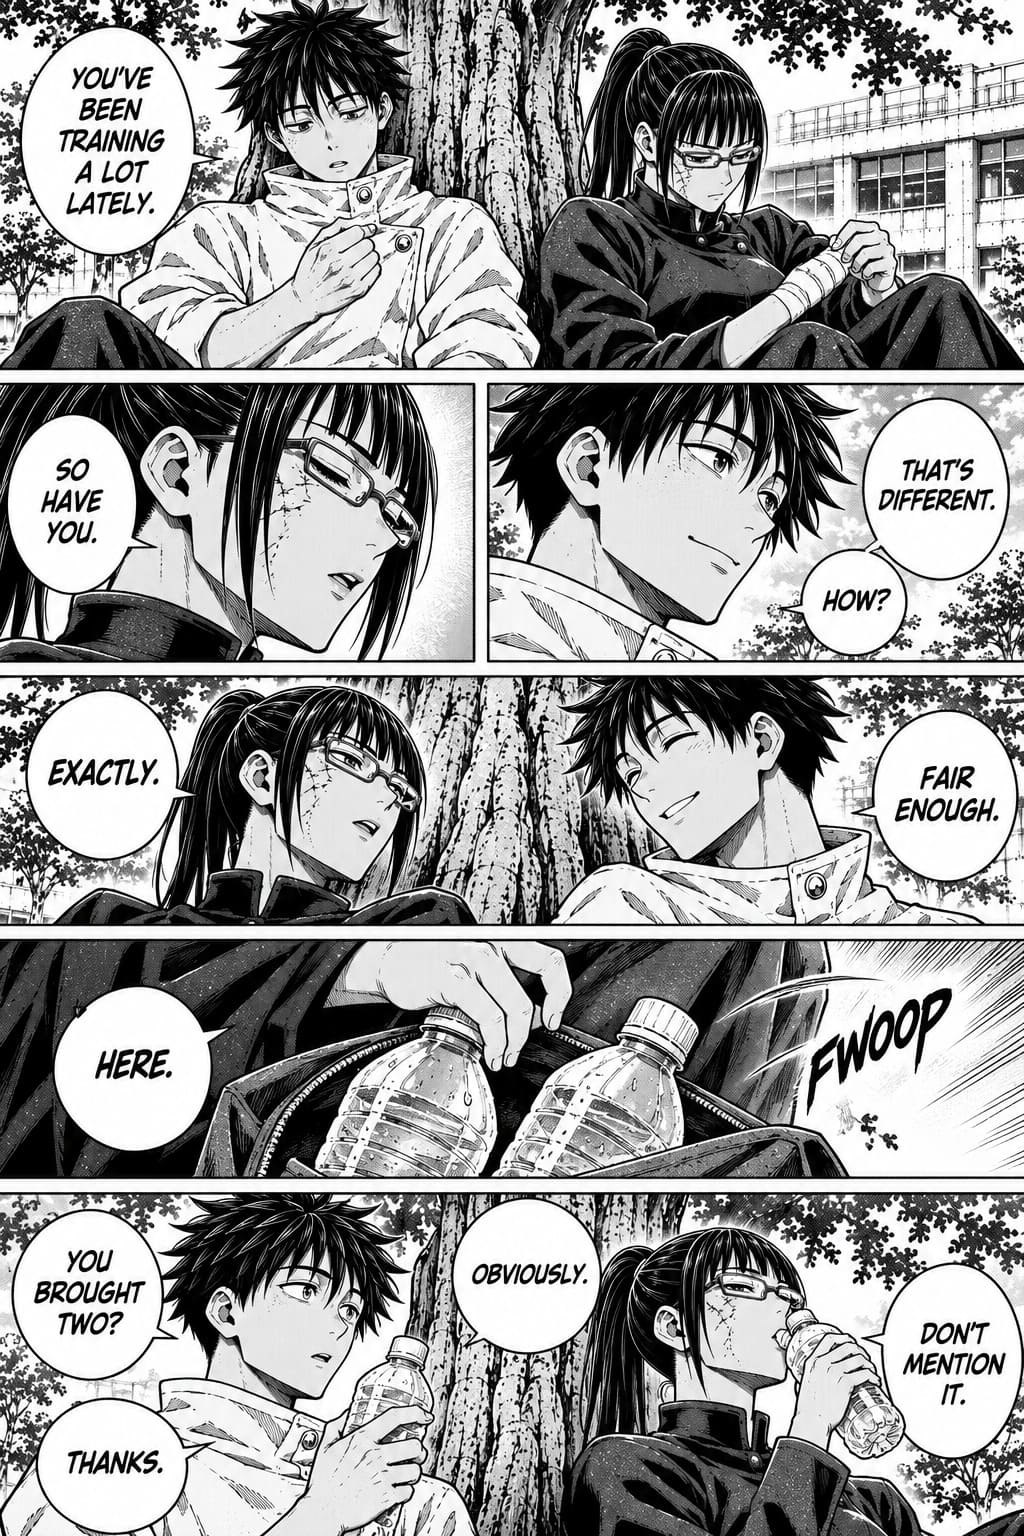 YOU'VE
BEEN
TRAINING
A LOT
LATELY.
SO
HAVE
YOU.
THAT'S
DIFFERENT.
HOW?
EXACTLY.
FAIR
ENOUGH.
HERE.
FWOOP
YOU
BROUGHT
TWO?
OBVIOUSLY.
THANKS.
DON'T
MENTION
IT.